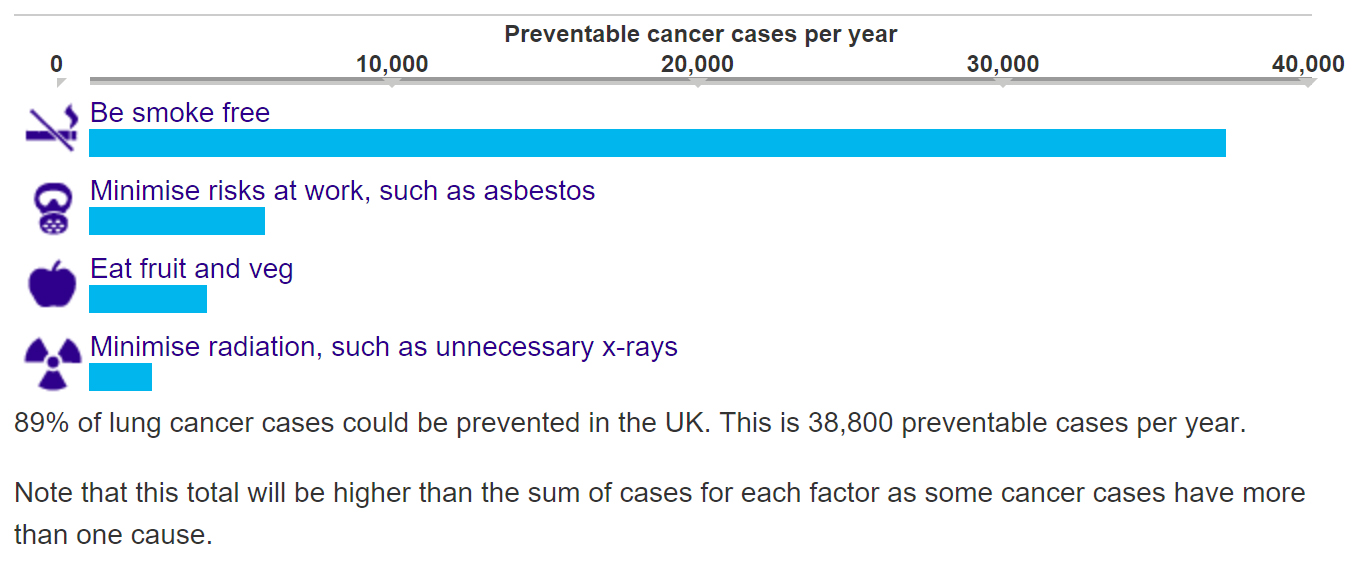 Preventable cancer cases per year
0 10,000 20,000 30,000 40,000
Be smoke free
Minimise risks at work, such as asbestos
Eat fruit and veg
Minimise radiation, such as unnecessary x-rays
89% of lung cancer cases could be prevented in the UK. This is 38,800 preventable cases per year.
Note that this total will be higher than the sum of cases for each factor as some cancer cases have more
than one cause.